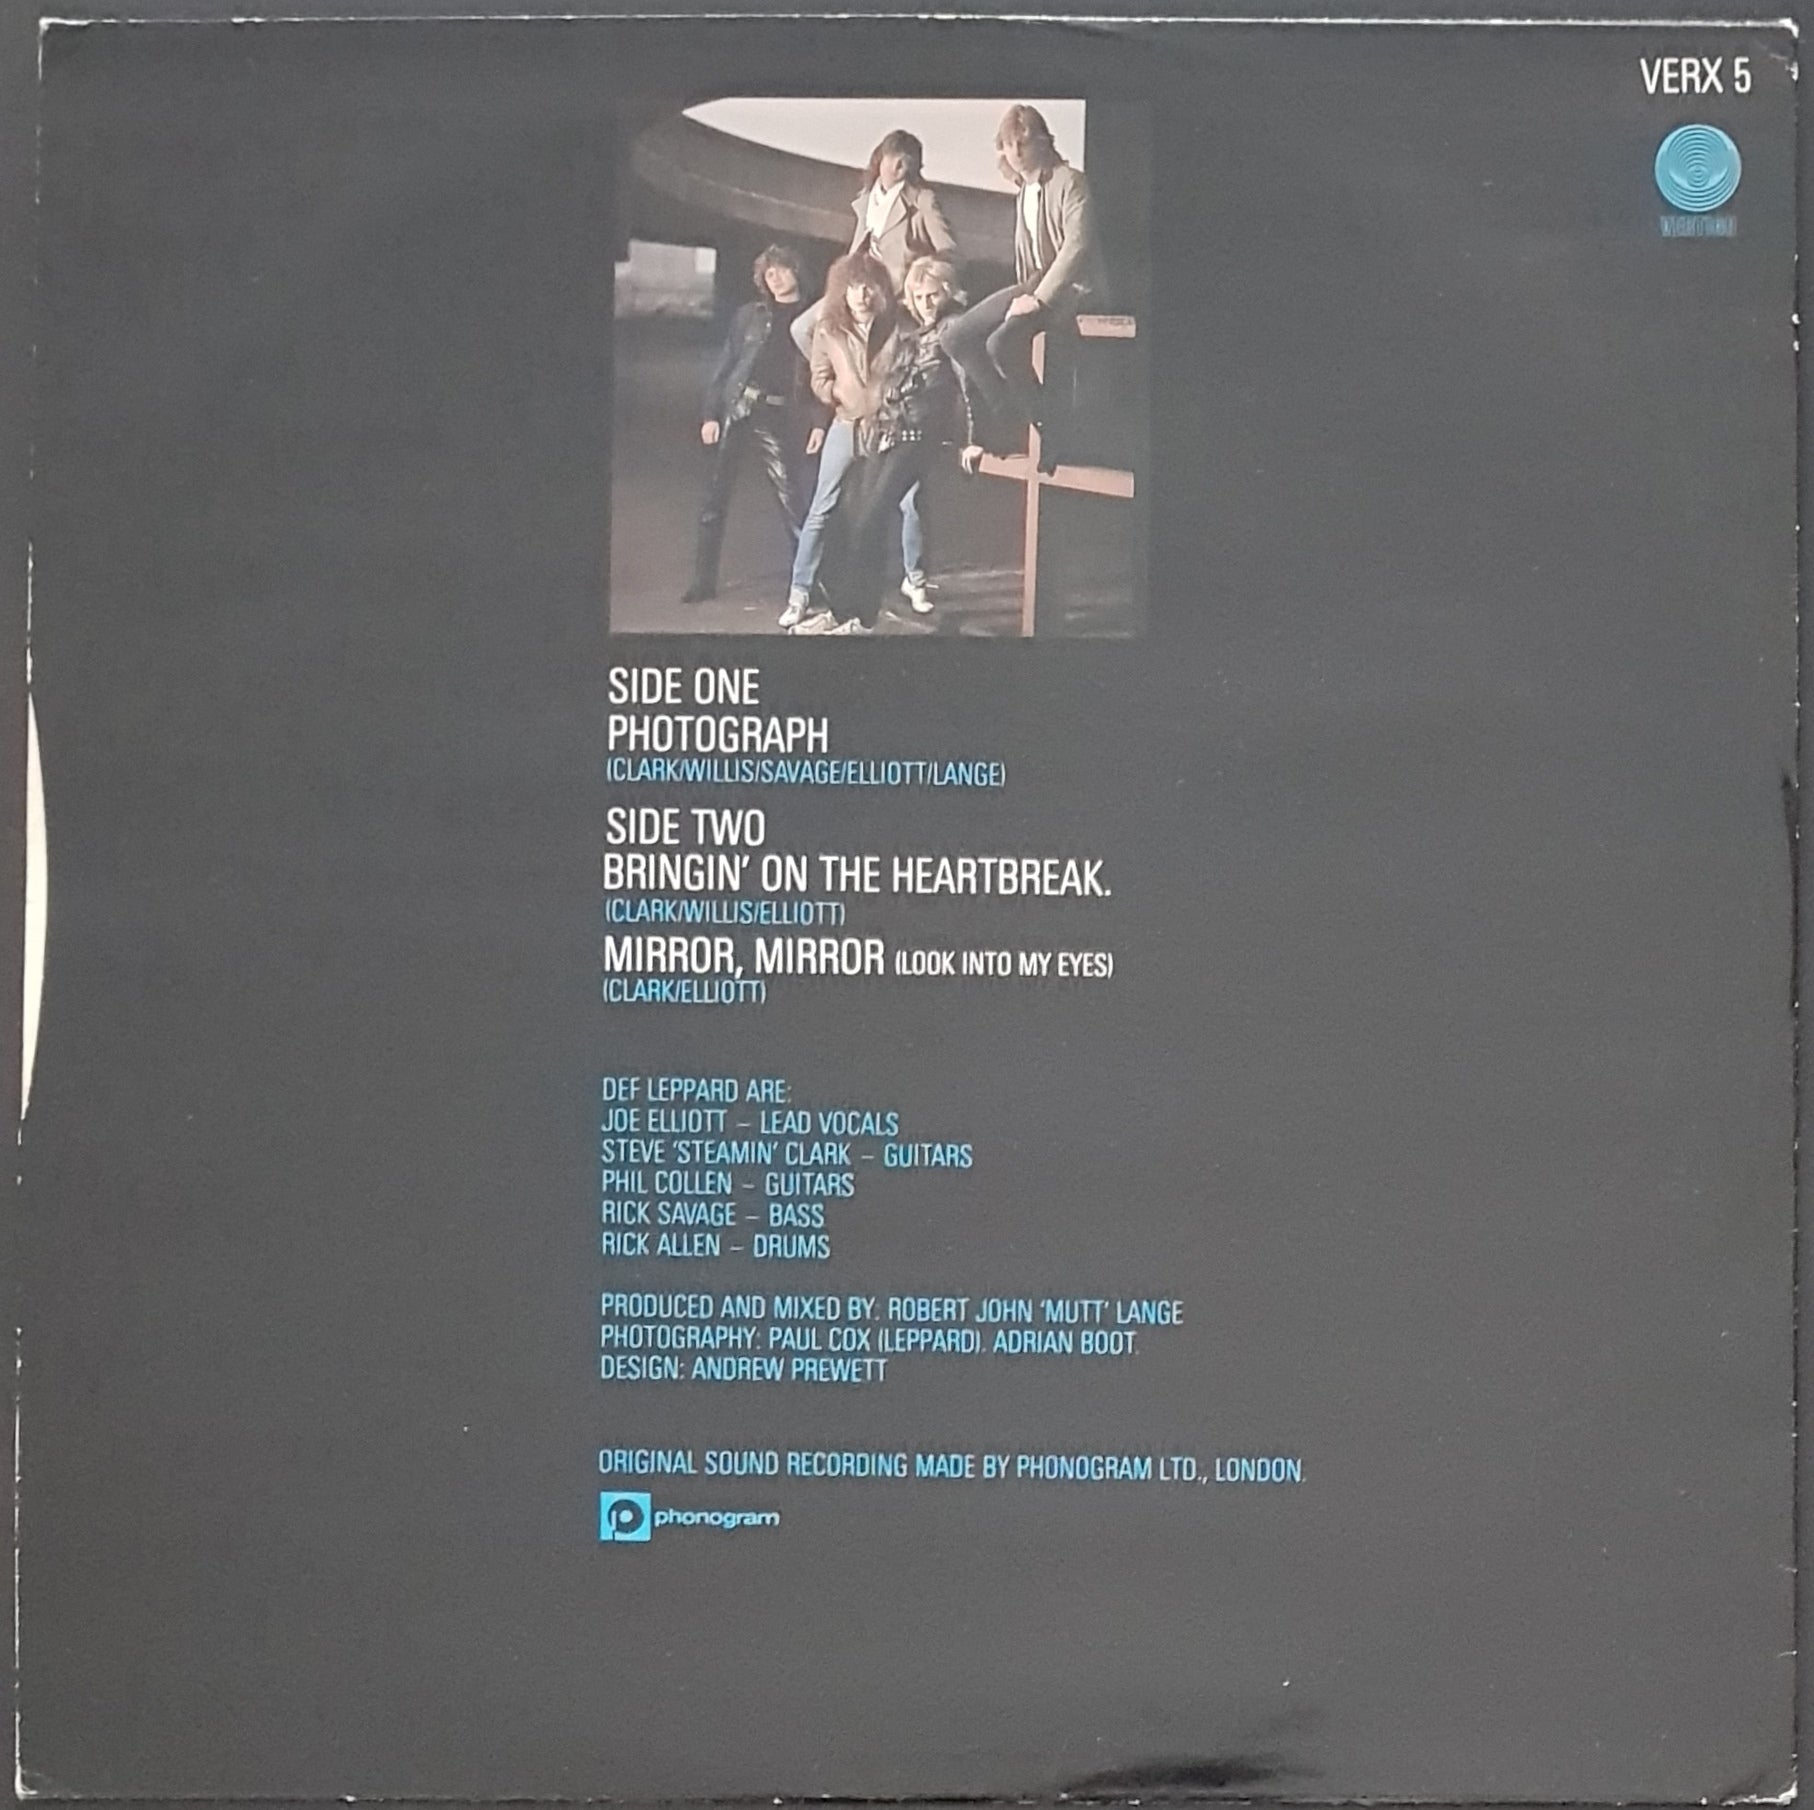 VERX 5
VERTIGO
SIDE ONE
PHOTOGRAPH
(CLARK/WILLIS/SAVAGE/ELLIOTT/LANGE)
SIDE TWO
BRINGIN' ON THE HEARTBREAK.
(CLARK/WILLIS/ELLIOTT)
MIRROR, MIRROR (LOOK INTO MY EYES)
(CLARK/ELLIOTT)
DEF LEPPARD ARE:
JOE ELLIOTT – LEAD VOCALS
STEVE 'STEAMIN' CLARK – GUITARS
PHIL COLLEN – GUITARS
RICK SAVAGE – BASS
RICK ALLEN – DRUMS
PRODUCED AND MIXED BY: ROBERT JOHN 'MUTT' LANGE
PHOTOGRAPHY: PAUL COX (LEPPARD). ADRIAN BOOT.
DESIGN: ANDREW PREWETT
ORIGINAL SOUND RECORDING MADE BY PHONOGRAM LTD., LONDON.
phonogram